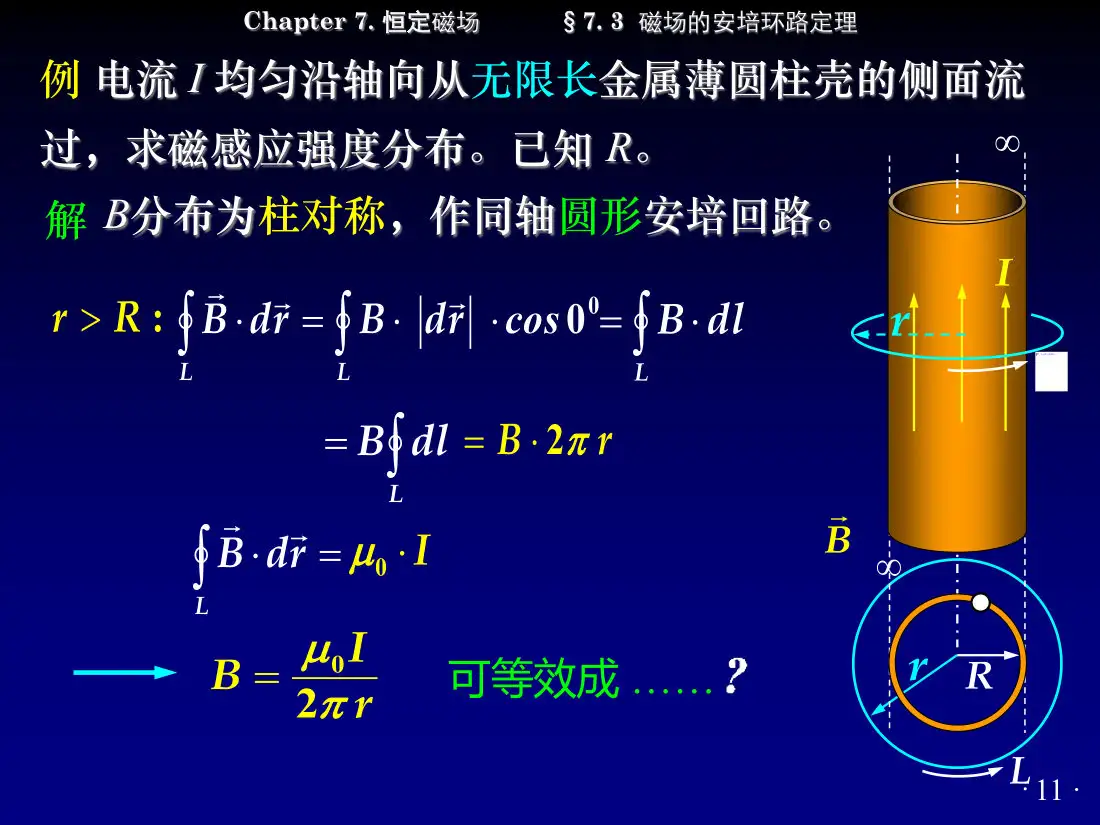 Chapter 7. 恒定磁场 §7. 3 磁场的安培环路定理
例 电流 I 均匀沿轴向从无限长金属薄圆柱壳的侧面流
过，求磁感应强度分布。已知 R。
解 B分布为柱对称，作同轴圆形安培回路。
r > R : ∮_L B⃗ · dr⃗ = ∮_L B · |dr⃗| · cos 0⁰ = ∮_L B · dl
= B∮_L dl = B · 2π r
∮_L B⃗ · dr⃗ = μ₀ · I
B = μ₀ I / 2π r 可等效成 …… ?
∞
I
r
B⃗
∞
r
R
L
· 11 ·